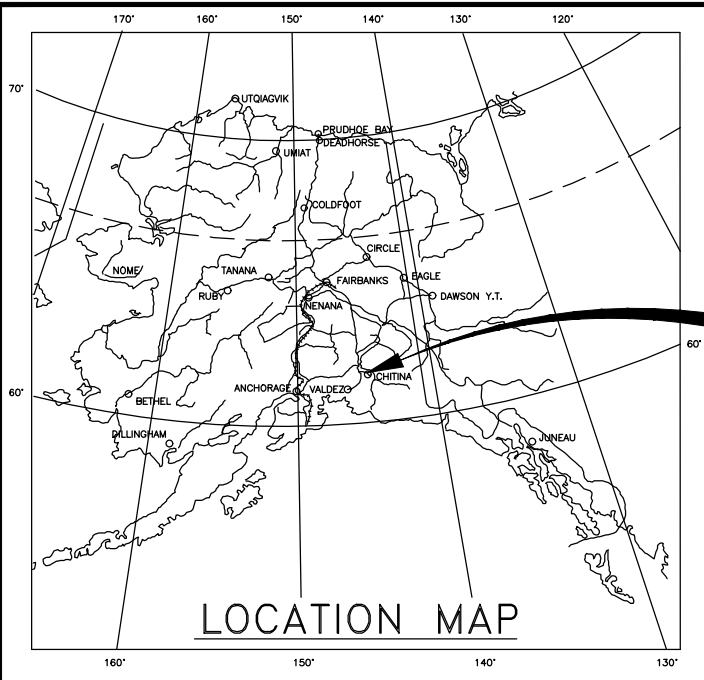 170° 160° 150° 140° 130° 120°
70°
UTQIAGVIK
PRUDHOE BAY
DEADHORSE
UMIAT
COLDFOOT
CIRCLE
NOME
TANANA
FAIRBANKS
EAGLE
RUBY
NENANA
DAWSON Y.T.
60°
CHITINA
60°
ANCHORAGE
VALDEZ
BETHEL
DILLINGHAM
JUNEAU
LOCATION MAP
160° 150° 140° 130°